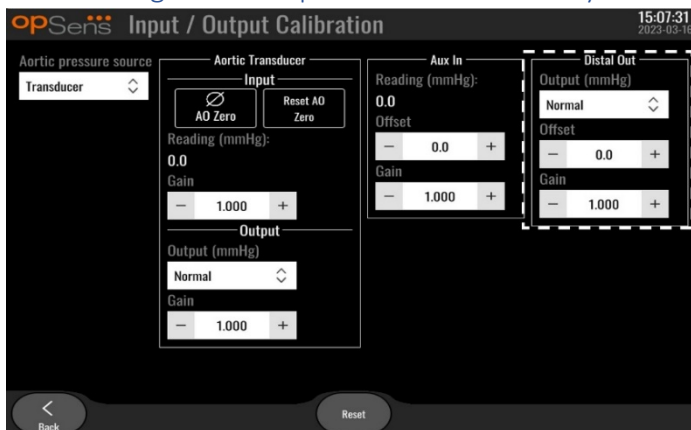 opSens Input / Output Calibration
15:07:31
2023-03-16
Aortic pressure source
Transducer
Aortic Transducer
Input
AO Zero
Reset AO
Zero
Reading (mmHg):
0.0
Gain
− 1.000 +
Output
Output (mmHg)
Normal
Gain
− 1.000 +
Aux In
Reading (mmHg):
0.0
Offset
− 0.0 +
Gain
− 1.000 +
Distal Out
Output (mmHg)
Normal
Offset
− 0.0 +
Gain
− 1.000 +
Back
Reset